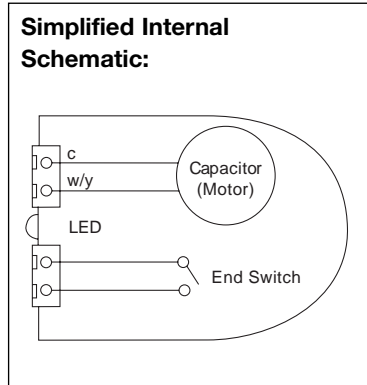 Simplified Internal
Schematic:
c
w/y
Capacitor
(Motor)
LED
End Switch